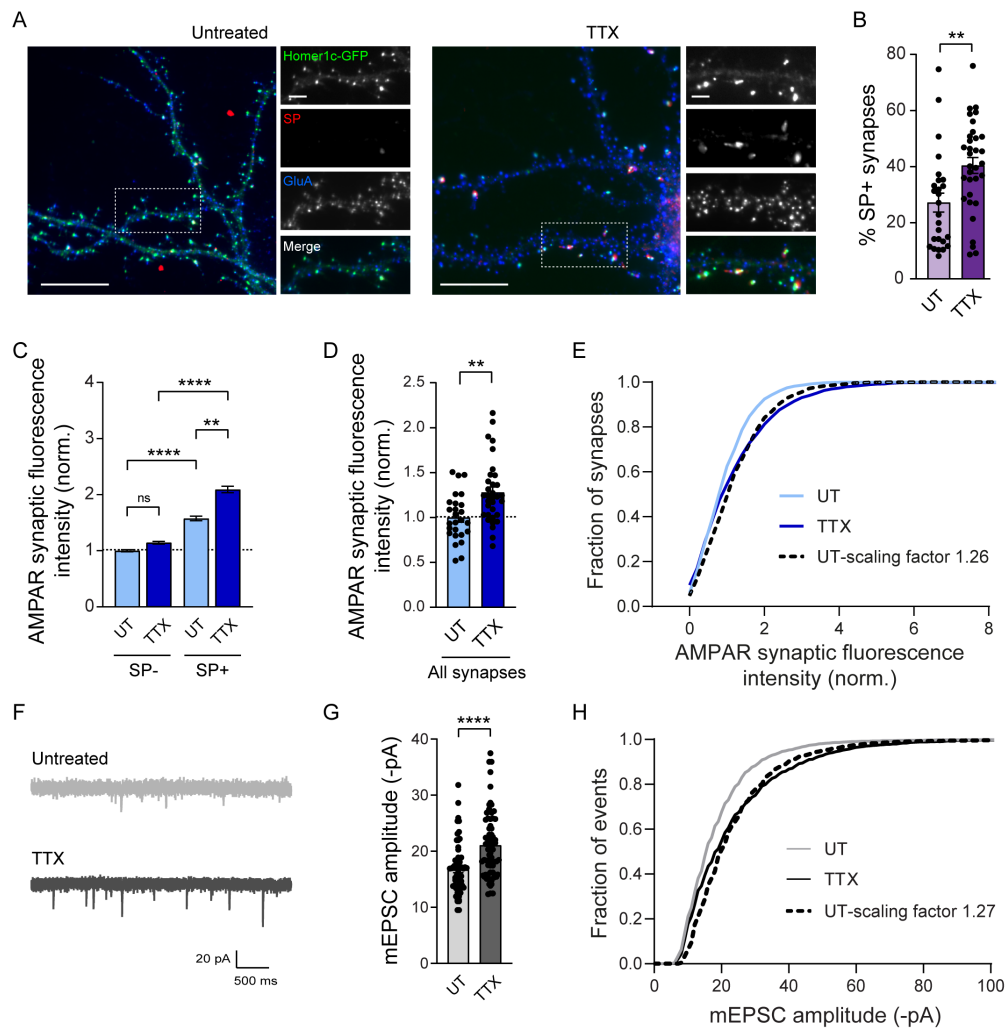 A
Untreated
TTX
Homer1c-GFP
SP
GluA
Merge
B
**
% SP+ synapses
80
60
40
20
0
UT
TTX
C
AMPAR synaptic fluorescence
intensity (norm.)
4
3
2
1
0
****
**
****
ns
UT
TTX
UT
TTX
SP-
SP+
D
AMPAR synaptic fluorescence
intensity (norm.)
2.5
2.0
1.5
1.0
0.5
0.0
**
UT
TTX
All synapses
E
Fraction of synapses
1.0
0.8
0.6
0.4
0.2
0.0
UT
TTX
UT-scaling factor 1.26
0 2 4 6 8
AMPAR synaptic fluorescence
intensity (norm.)
F
Untreated
TTX
20 pA
500 ms
G
mEPSC amplitude (-pA)
40
30
20
10
0
****
UT
TTX
H
Fraction of events
1.0
0.8
0.6
0.4
0.2
0.0
UT
TTX
UT-scaling factor 1.27
0 20 40 60 80 100
mEPSC amplitude (-pA)